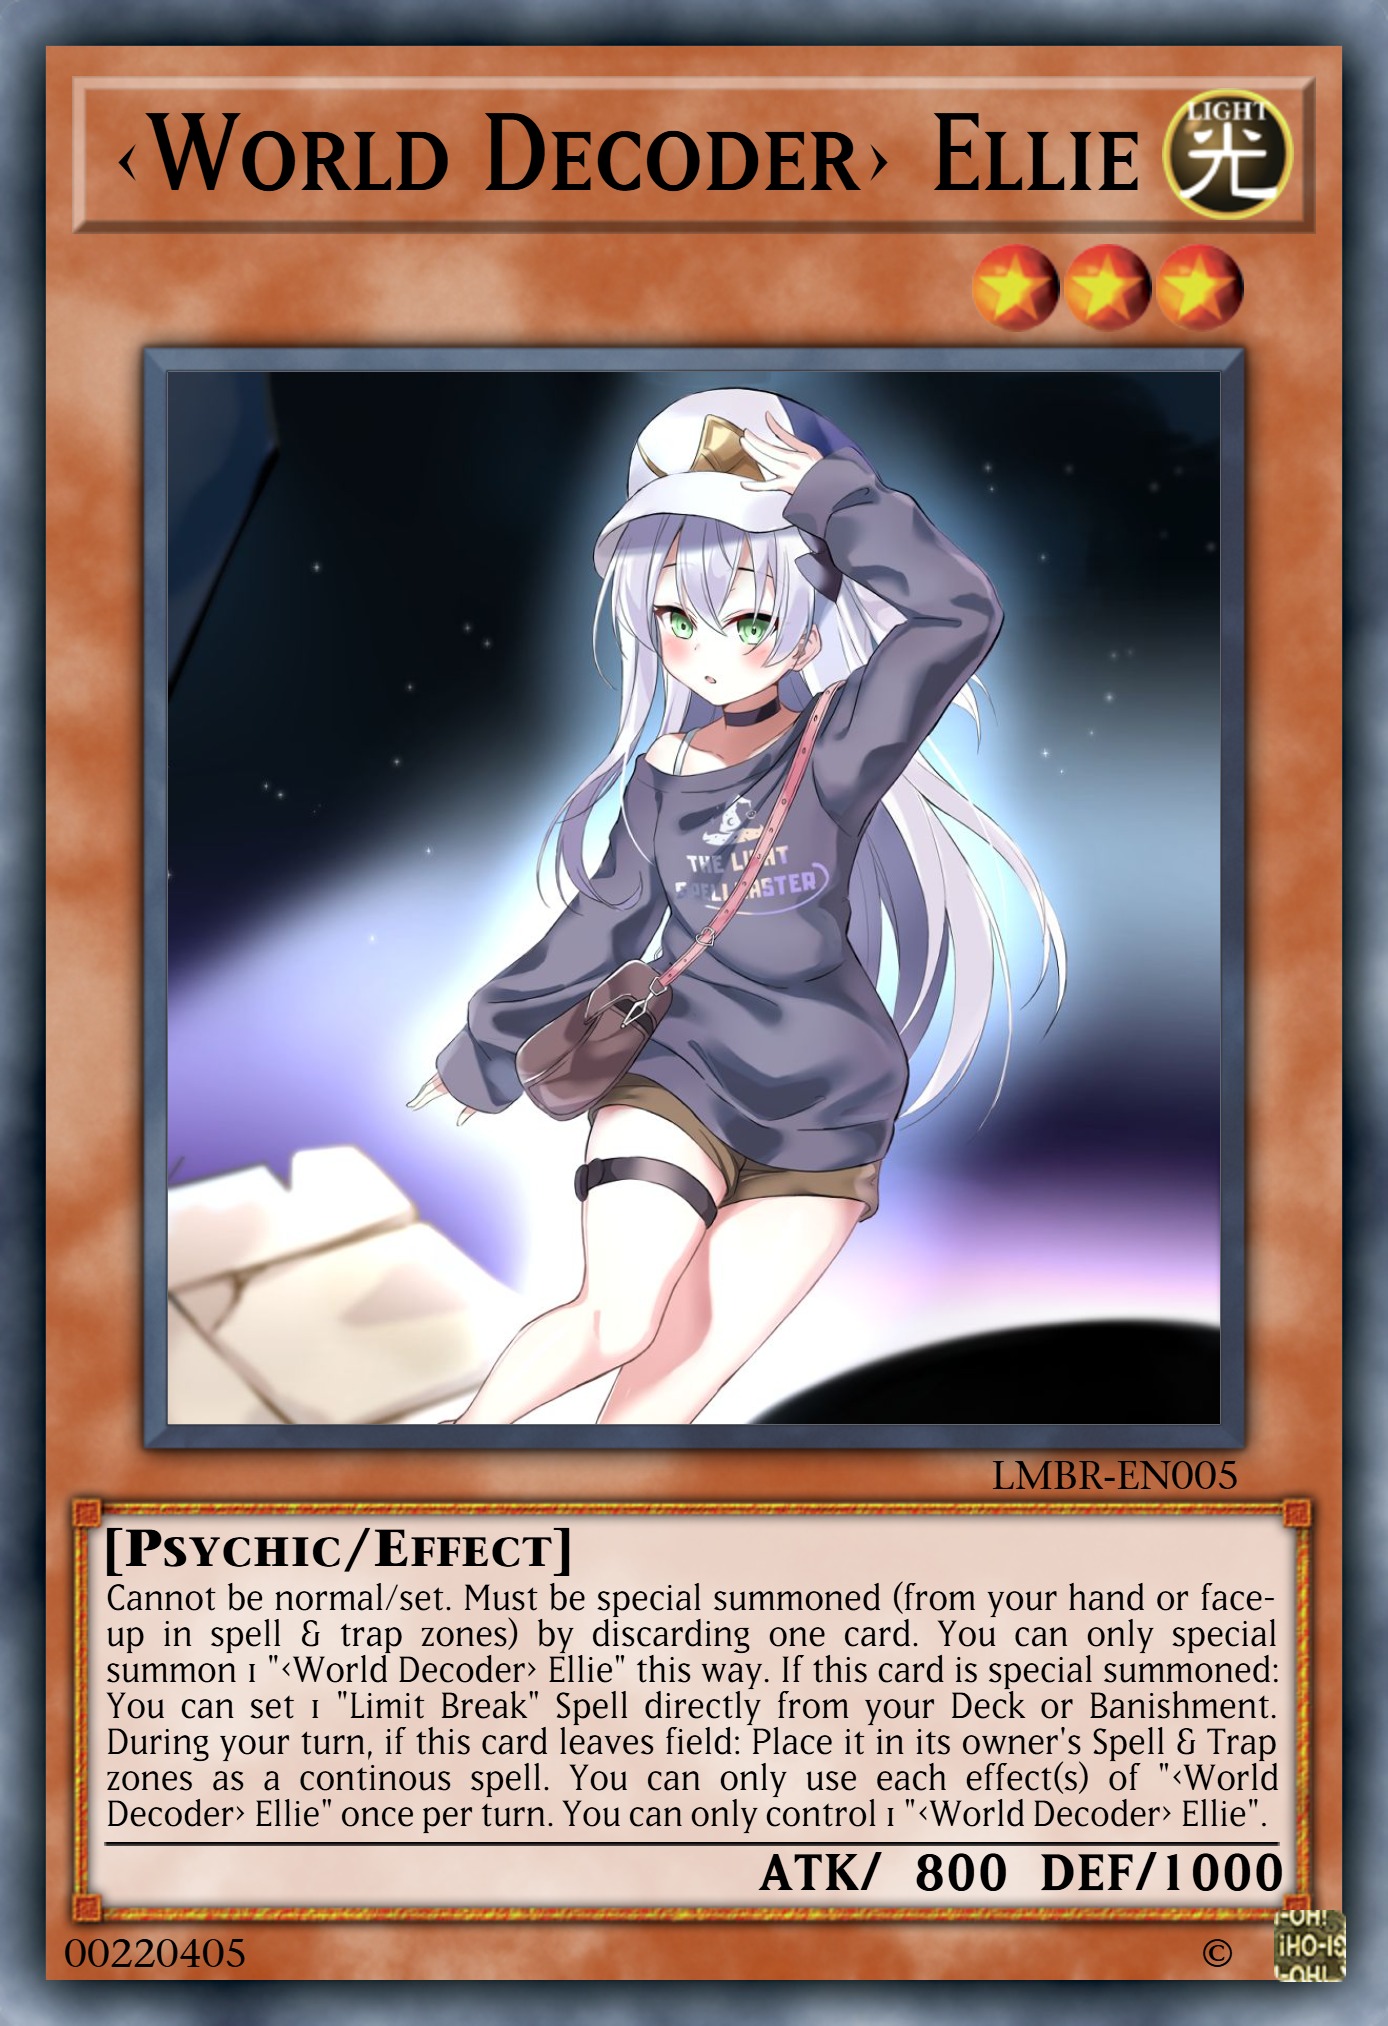 ‹World Decoder› Ellie
LIGHT
光
THE LIGHT
SPELLCASTER
LMBR-EN005
[Psychic/Effect]
Cannot be normal/set. Must be special summoned (from your hand or face-
up in spell & trap zones) by discarding one card. You can only special
summon 1 "‹World Decoder› Ellie" this way. If this card is special summoned:
You can set 1 "Limit Break" Spell directly from your Deck or Banishment.
During your turn, if this card leaves field: Place it in its owner's Spell & Trap
zones as a continous spell. You can only use each effect(s) of "‹World
Decoder› Ellie" once per turn. You can only control 1 "‹World Decoder› Ellie".
ATK/ 800 DEF/1000
00220405
©